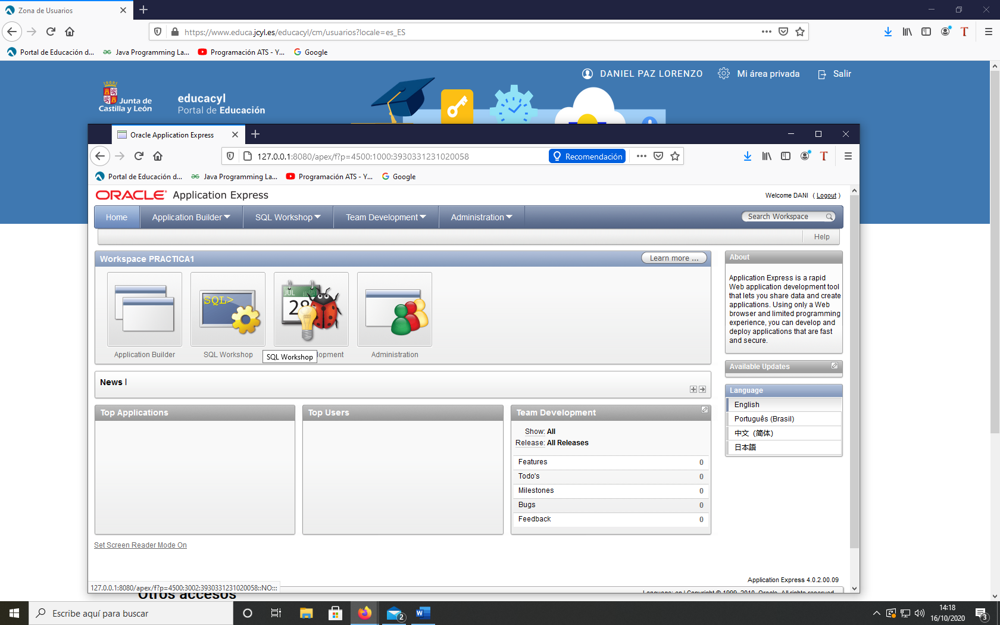 Zona de Usuarios
https://www.educa.jcyl.es/educacyl/cm/usuarios?locale=es_ES
Portal de Educación d...
Java Programming La...
Programación ATS - Y...
Google
DANIEL PAZ LORENZO
Mi área privada
Salir
Junta de
Castilla y León
educacyl
Portal de Educación
Oracle Application Express
127.0.0.1:8080/apex/f?p=4500:1000:3930331231020058
Recomendación
Portal de Educación d...
Java Programming La...
Programación ATS - Y...
Google
ORACLE Application Express
Welcome DANI ( Logout )
Home
Application Builder
SQL Workshop
Team Development
Administration
Search Workspace
Help
Workspace PRACTICA1
Learn more ...
SQL>
JUL
28
Application Builder
SQL Workshop
SQL Workshop
lopment
Administration
News
Top Applications
Top Users
Team Development
Show: All
Release: All Releases
Features 0
Todo's 0
Milestones 0
Bugs 0
Feedback 0
About
Application Express is a rapid
Web application development tool
that lets you share data and create
applications. Using only a Web
browser and limited programming
experience, you can develop and
deploy applications that are fast
and secure.
Available Updates
Language
English
Português (Brasil)
中文（简体）
日本語
Set Screen Reader Mode On
Application Express 4.0.2.00.09
Language: en | Copyright © 1999, 2010, Oracle. All rights reserved.
127.0.0.1:8080/apex/f?p=4500:3002:3930331231020058::NO:::
Otros accesos
Escribe aquí para buscar
2
14:18
16/10/2020
3